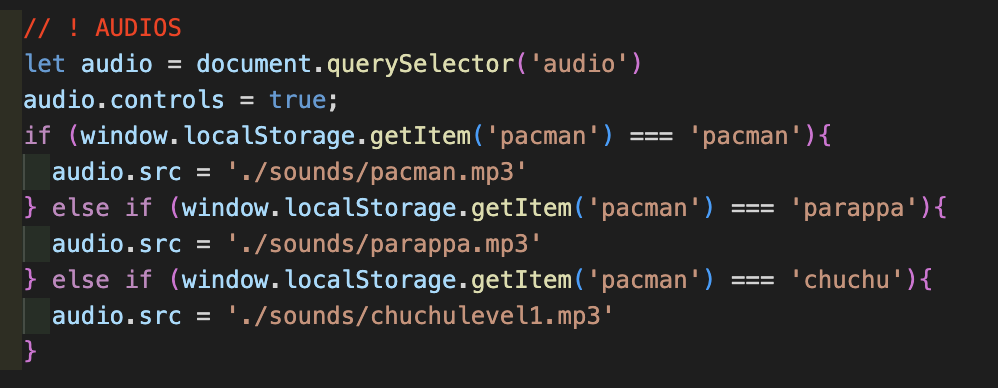 // ! AUDIOS
let audio = document.querySelector('audio')
audio.controls = true;
if (window.localStorage.getItem('pacman') === 'pacman'){
  audio.src = './sounds/pacman.mp3'
} else if (window.localStorage.getItem('pacman') === 'parappa'){
  audio.src = './sounds/parappa.mp3'
} else if (window.localStorage.getItem('pacman') === 'chuchu'){
  audio.src = './sounds/chuchulevel1.mp3'
}